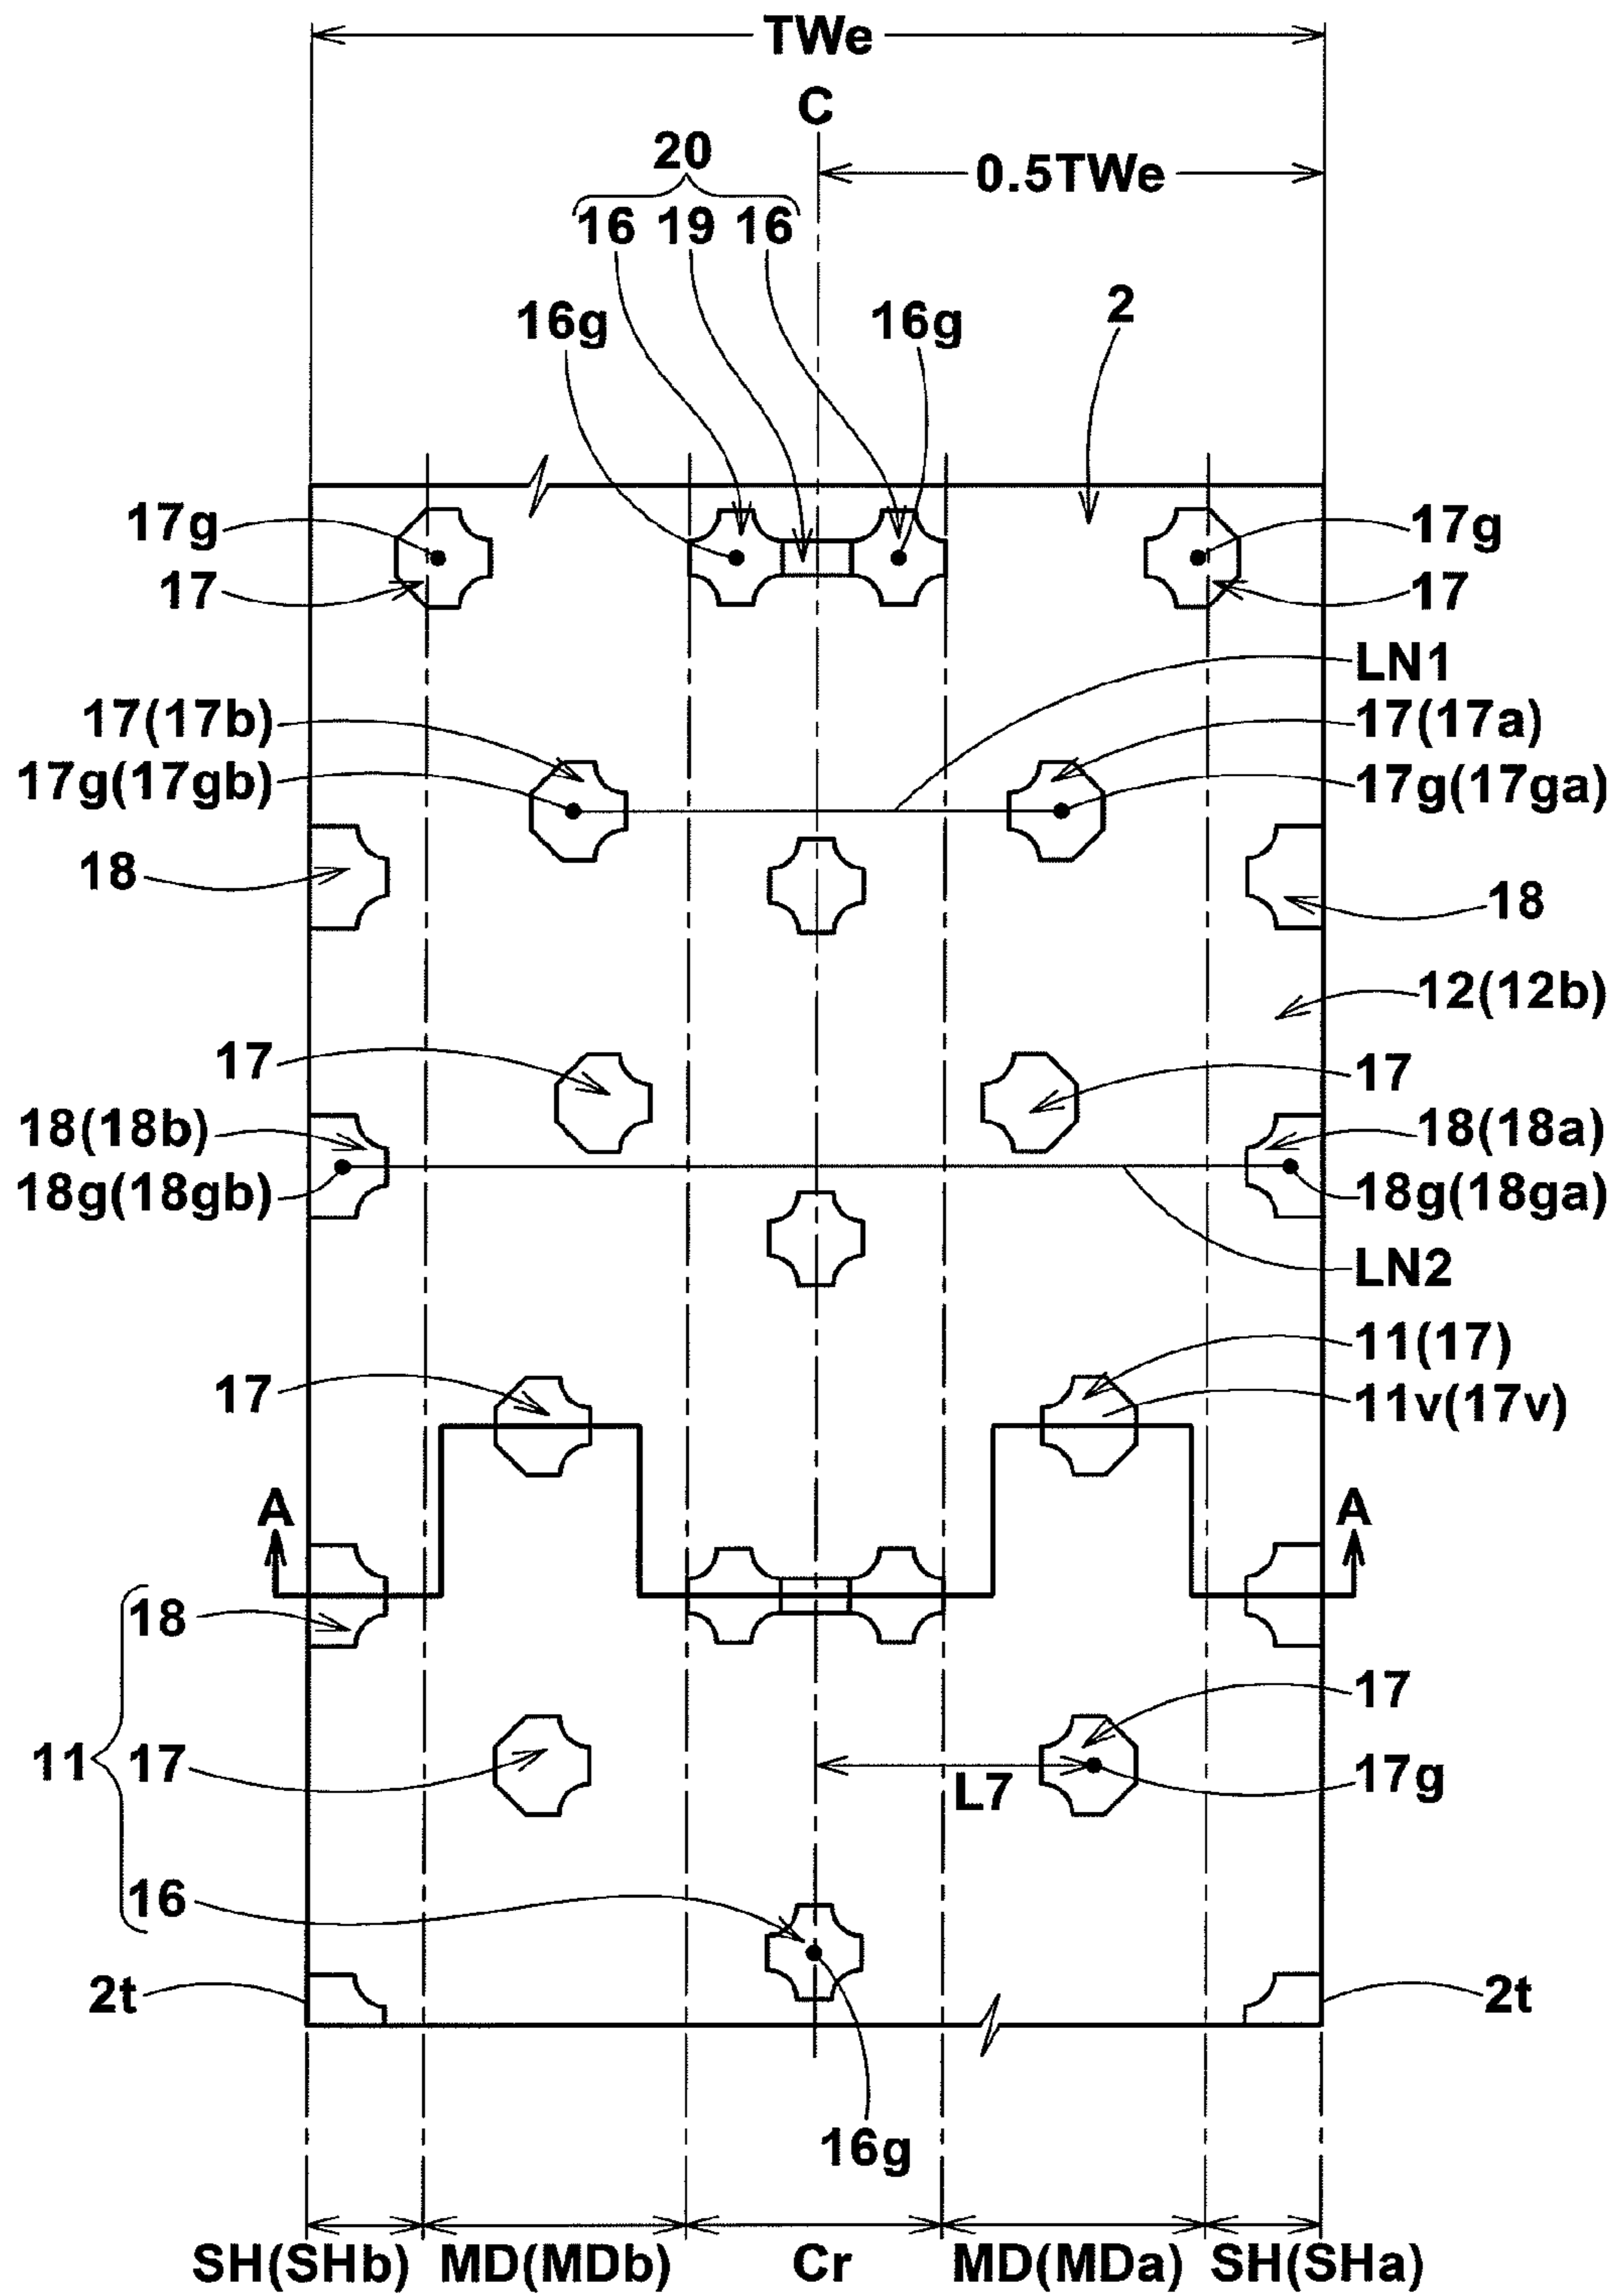 TWe
C
0.5TWe
20
16 19 16
16g 16g 2
17g 17g
17 17
LN1
17(17b) 17(17a)
17g(17gb) 17g(17ga)
18 18
12(12b)
17 17
18(18b) 18(18a)
18g(18gb) 18g(18ga)
LN2
11(17)
17 11v(17v)
A A
18
17
11 17 L7 17g
16
2t 2t
16g
SH(SHb) MD(MDb) Cr MD(MDa) SH(SHa)